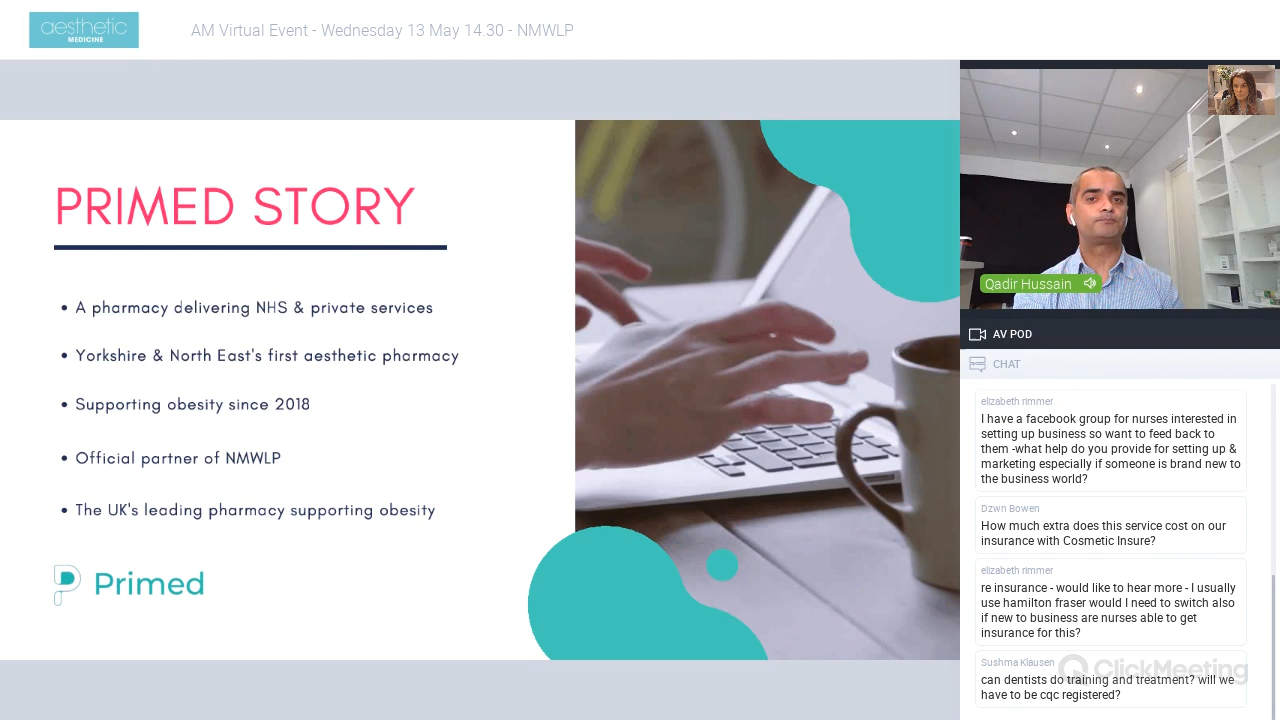 aesthetic
MEDICINE
AM Virtual Event - Wednesday 13 May 14.30 - NMWLP
PRIMED STORY
• A pharmacy delivering NHS & private services
• Yorkshire & North East's first aesthetic pharmacy
• Supporting obesity since 2018
• Official partner of NMWLP
• The UK's leading pharmacy supporting obesity
Primed
Qadir Hussain
AV POD
CHAT
elizabeth rimmer
I have a facebook group for nurses interested in
setting up business so want to feed back to
them -what help do you provide for setting up &
marketing especially if someone is brand new to
the business world?
Dzwn Bowen
How much extra does this service cost on our
insurance with Cosmetic Insure?
elizabeth rimmer
re insurance - would like to hear more - I usually
use hamilton fraser would I need to switch also
if new to business are nurses able to get
insurance for this?
Sushma Klausen
can dentists do training and treatment? will we
have to be cqc registered?
ClickMeeting